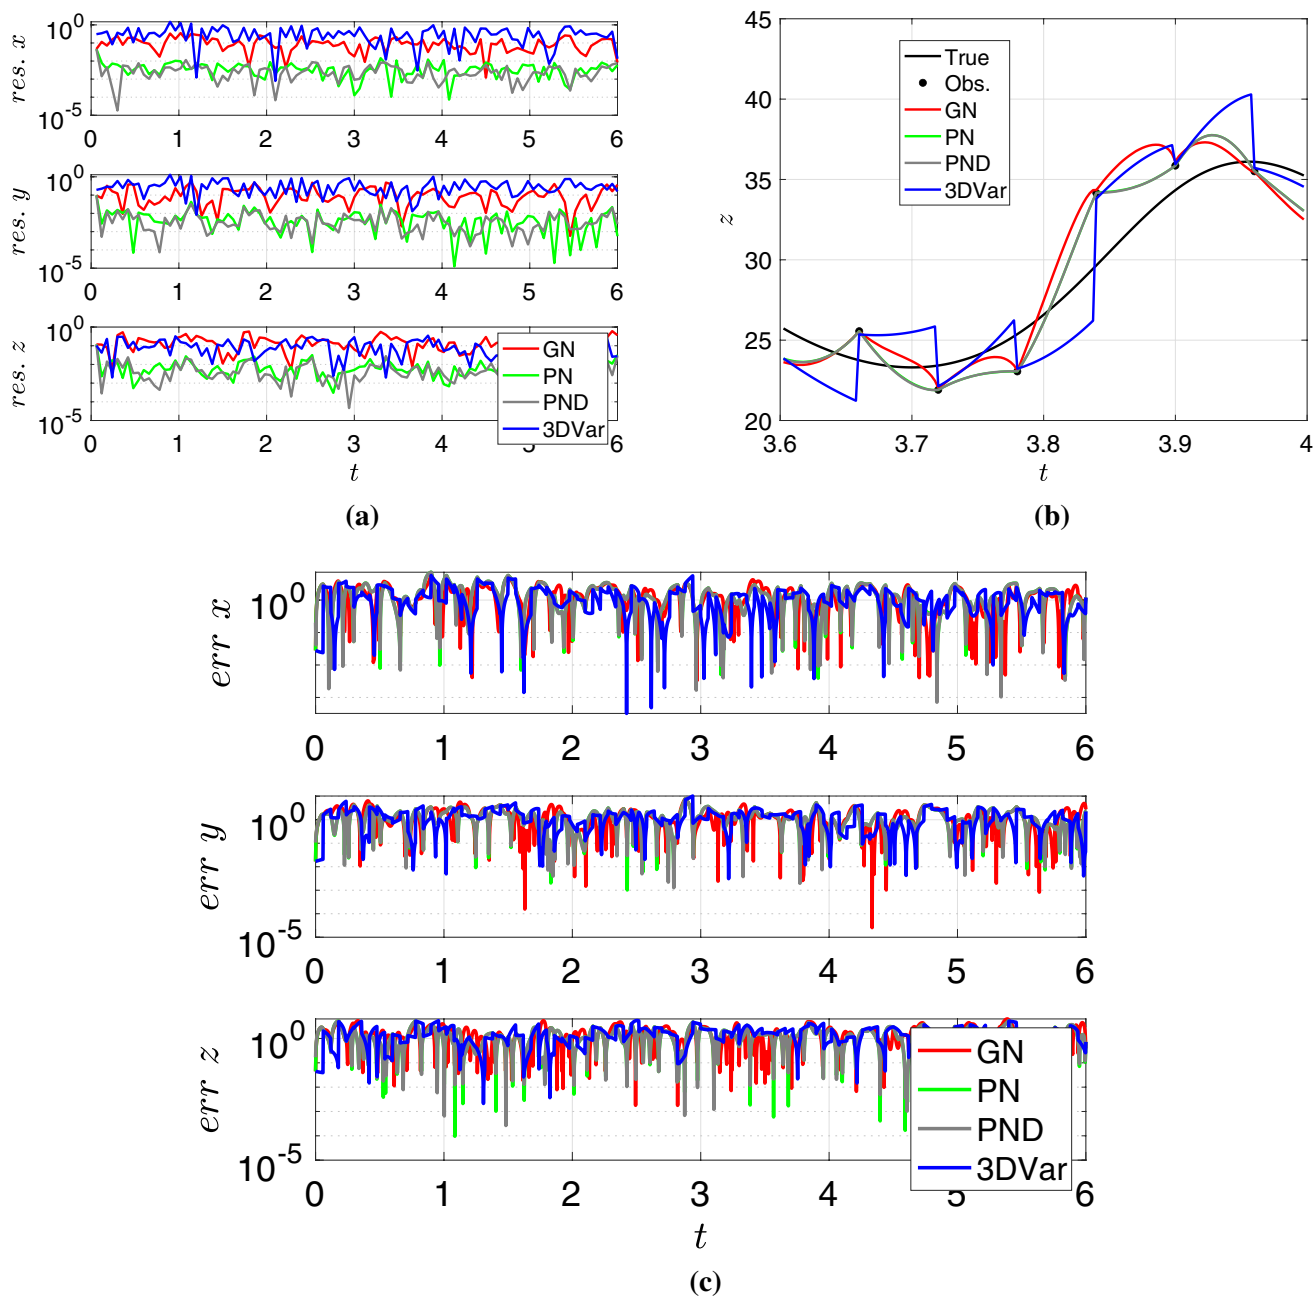 res. x
10^0
10^-5
0 1 2 3 4 5 6
res. y
10^0
10^-5
0 1 2 3 4 5 6
res. z
10^0
10^-5
0 1 2 3 4 5 6
GN
PN
PND
3DVar
t
(a)
z
45
40
35
30
25
20
3.6 3.7 3.8 3.9 4
True
Obs.
GN
PN
PND
3DVar
t
(b)
err x
10^0
0 1 2 3 4 5 6
err y
10^0
10^-5
0 1 2 3 4 5 6
err z
10^0
10^-5
0 1 2 3 4 5 6
GN
PN
PND
3DVar
t
(c)